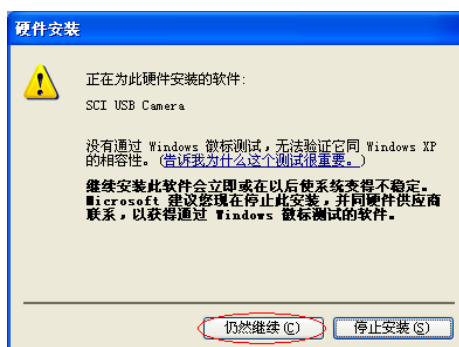 硬件安装
正在为此硬件安装的软件:
SCI USB Camera
没有通过 Windows 徽标测试，无法验证它同 Windows XP
的相容性。(告诉我为什么这个测试很重要。)
继续安装此软件会立即或在以后使系统变得不稳定。
Microsoft 建议您现在停止此安装，并同硬件供应商
联系，以获得通过 Windows 徽标测试的软件。
仍然继续(C) 停止安装(S)